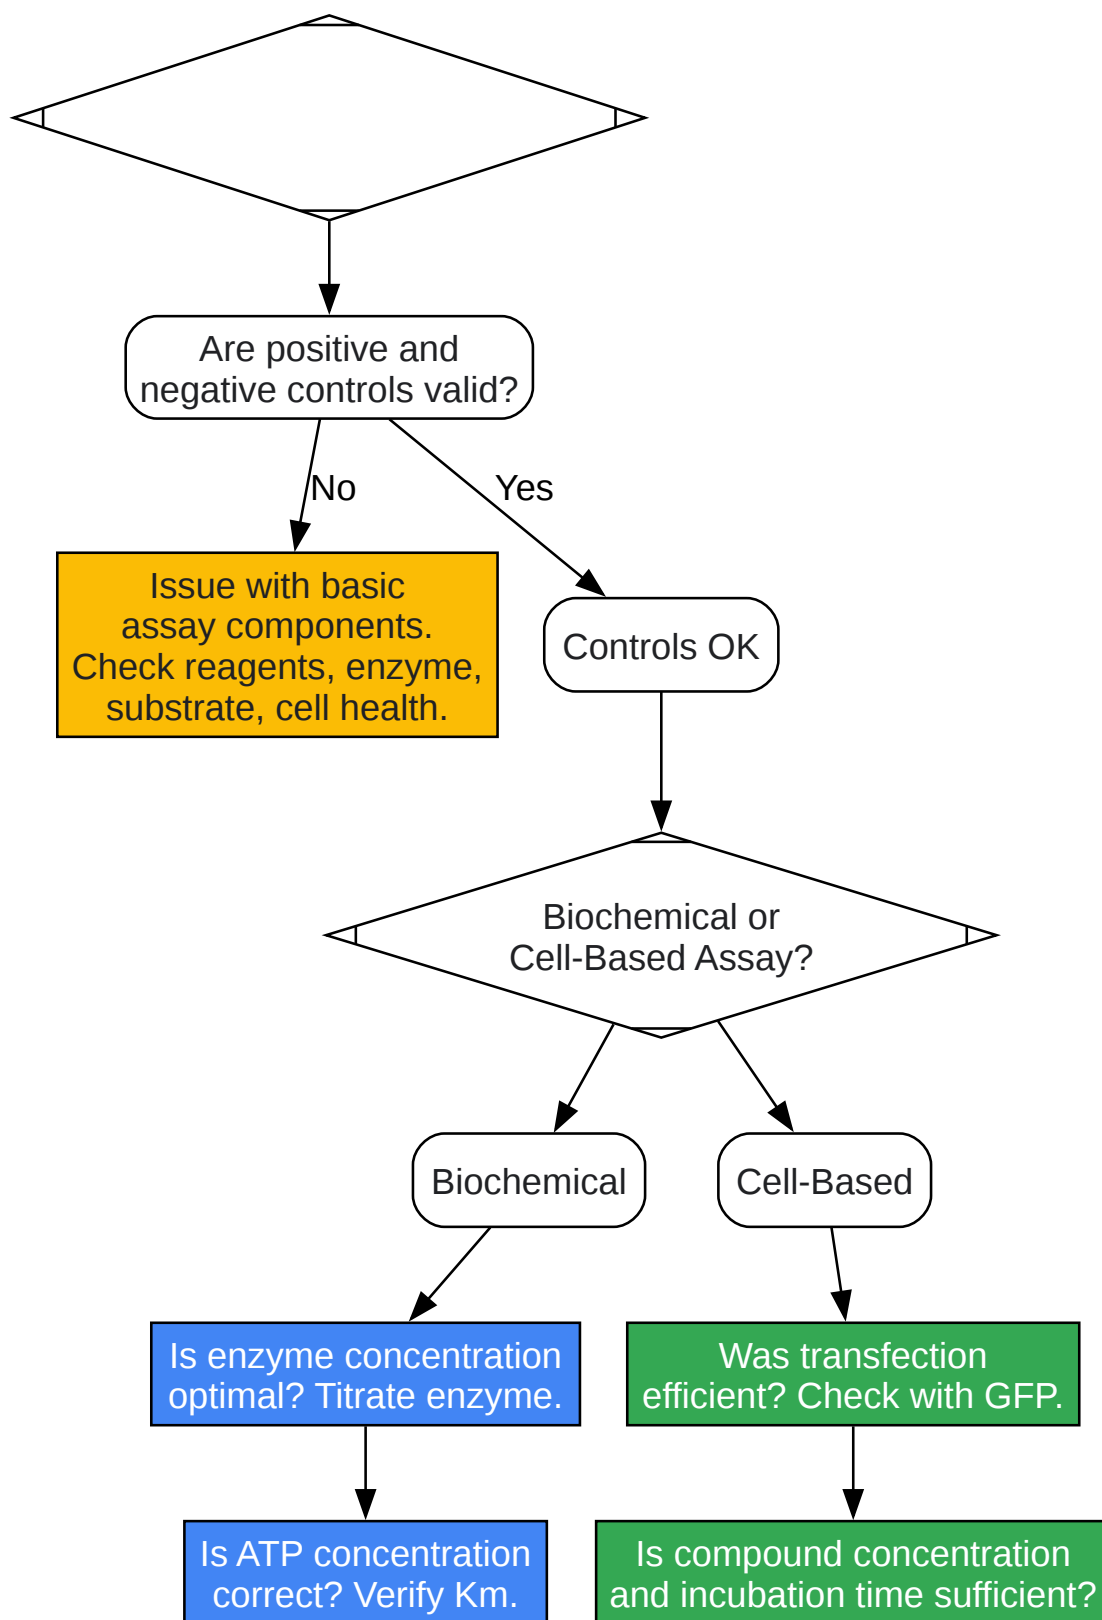 Are positive and
negative controls valid?
No
Yes
Issue with basic
assay components.
Check reagents, enzyme,
substrate, cell health.
Controls OK
Biochemical or
Cell-Based Assay?
Biochemical
Cell-Based
Is enzyme concentration
optimal? Titrate enzyme.
Was transfection
efficient? Check with GFP.
Is ATP concentration
correct? Verify Km.
Is compound concentration
and incubation time sufficient?